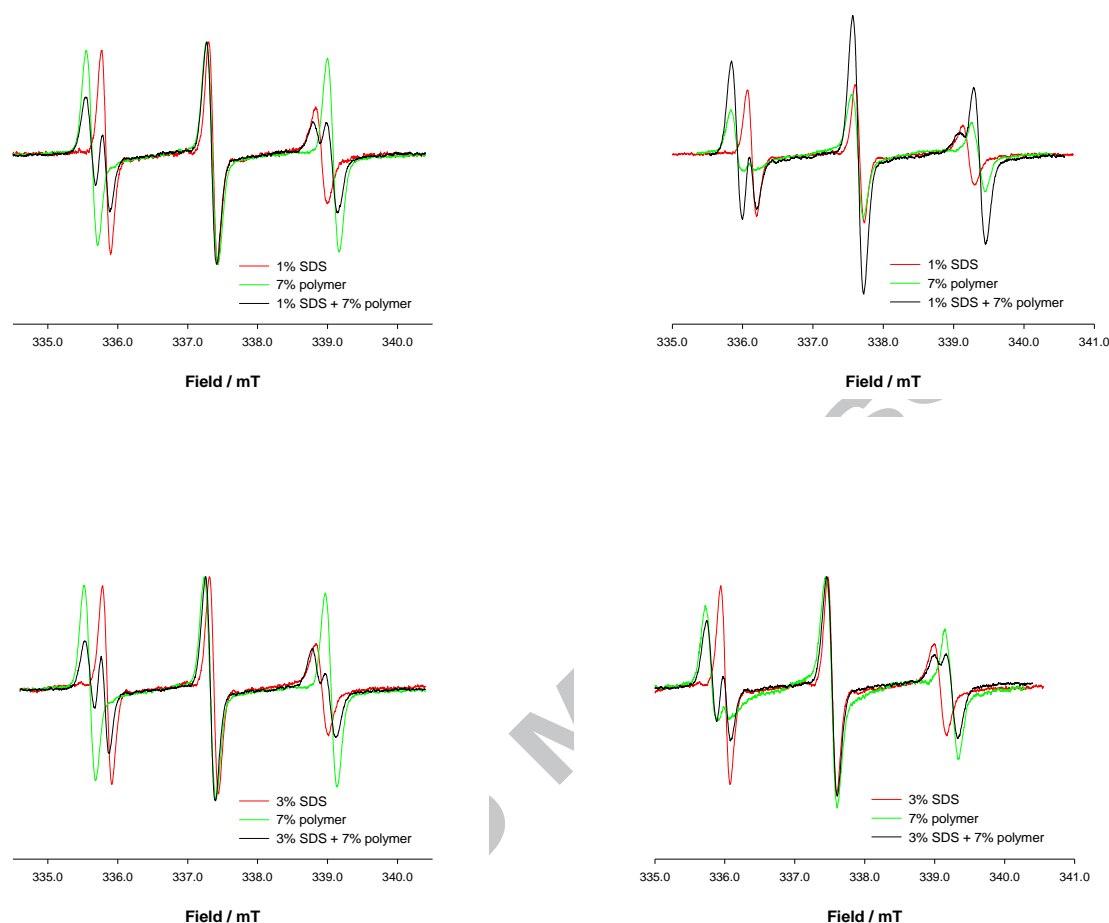 1% SDS
7% polymer
1% SDS + 7% polymer
335.0 336.0 337.0 338.0 339.0 340.0
Field / mT
1% SDS
7% polymer
1% SDS + 7% polymer
335.0 336.0 337.0 338.0 339.0 340.0 341.0
Field / mT
3% SDS
7% polymer
3% SDS + 7% polymer
335.0 336.0 337.0 338.0 339.0 340.0
Field / mT
3% SDS
7% polymer
3% SDS + 7% polymer
335.0 336.0 337.0 338.0 339.0 340.0 341.0
Field / mT